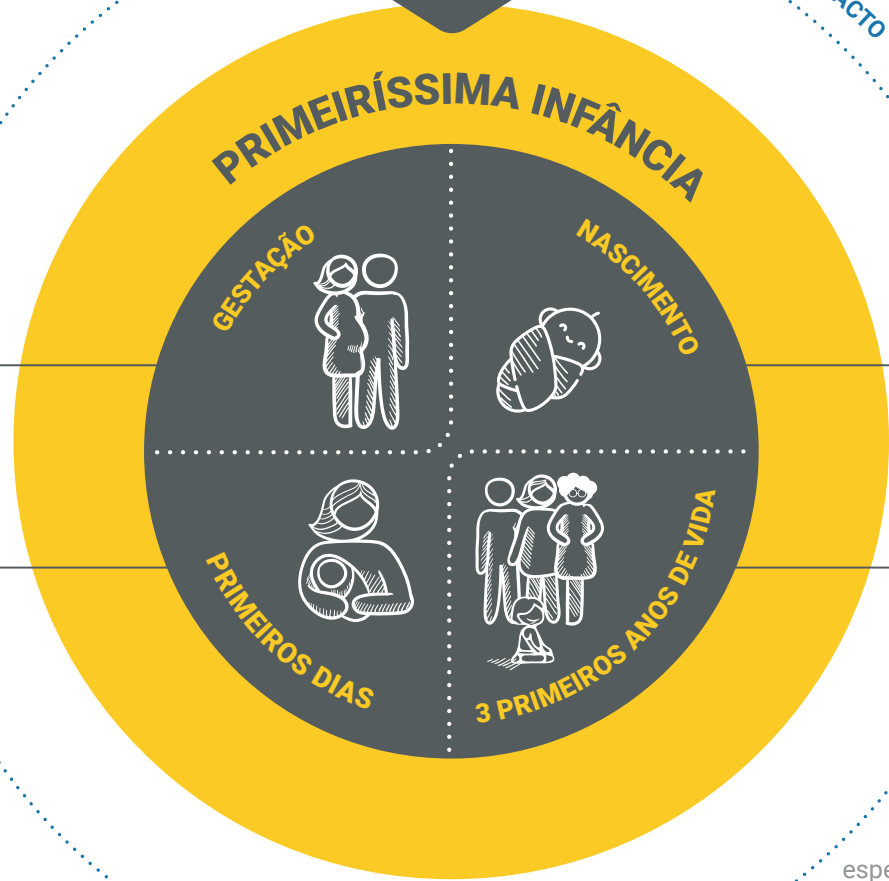 PRIMEIRÍSSIMA INFÂNCIA
GESTAÇÃO
NASCIMENTO
PRIMEIROS DIAS
3 PRIMEIROS ANOS DE VIDA